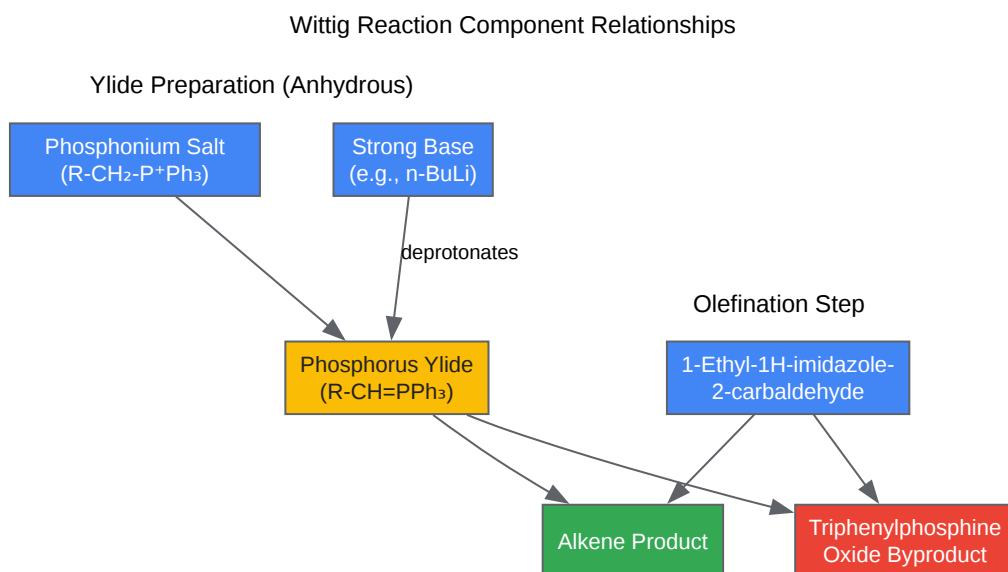 Wittig Reaction Component Relationships
Ylide Preparation (Anhydrous)
Phosphonium Salt
(R-CH₂-P⁺Ph₃)
Strong Base
(e.g., n-BuLi)
deprotonates
Olefination Step
Phosphorus Ylide
(R-CH=PPh₃)
1-Ethyl-1H-imidazole-
2-carbaldehyde
Alkene Product
Triphenylphosphine
Oxide Byproduct